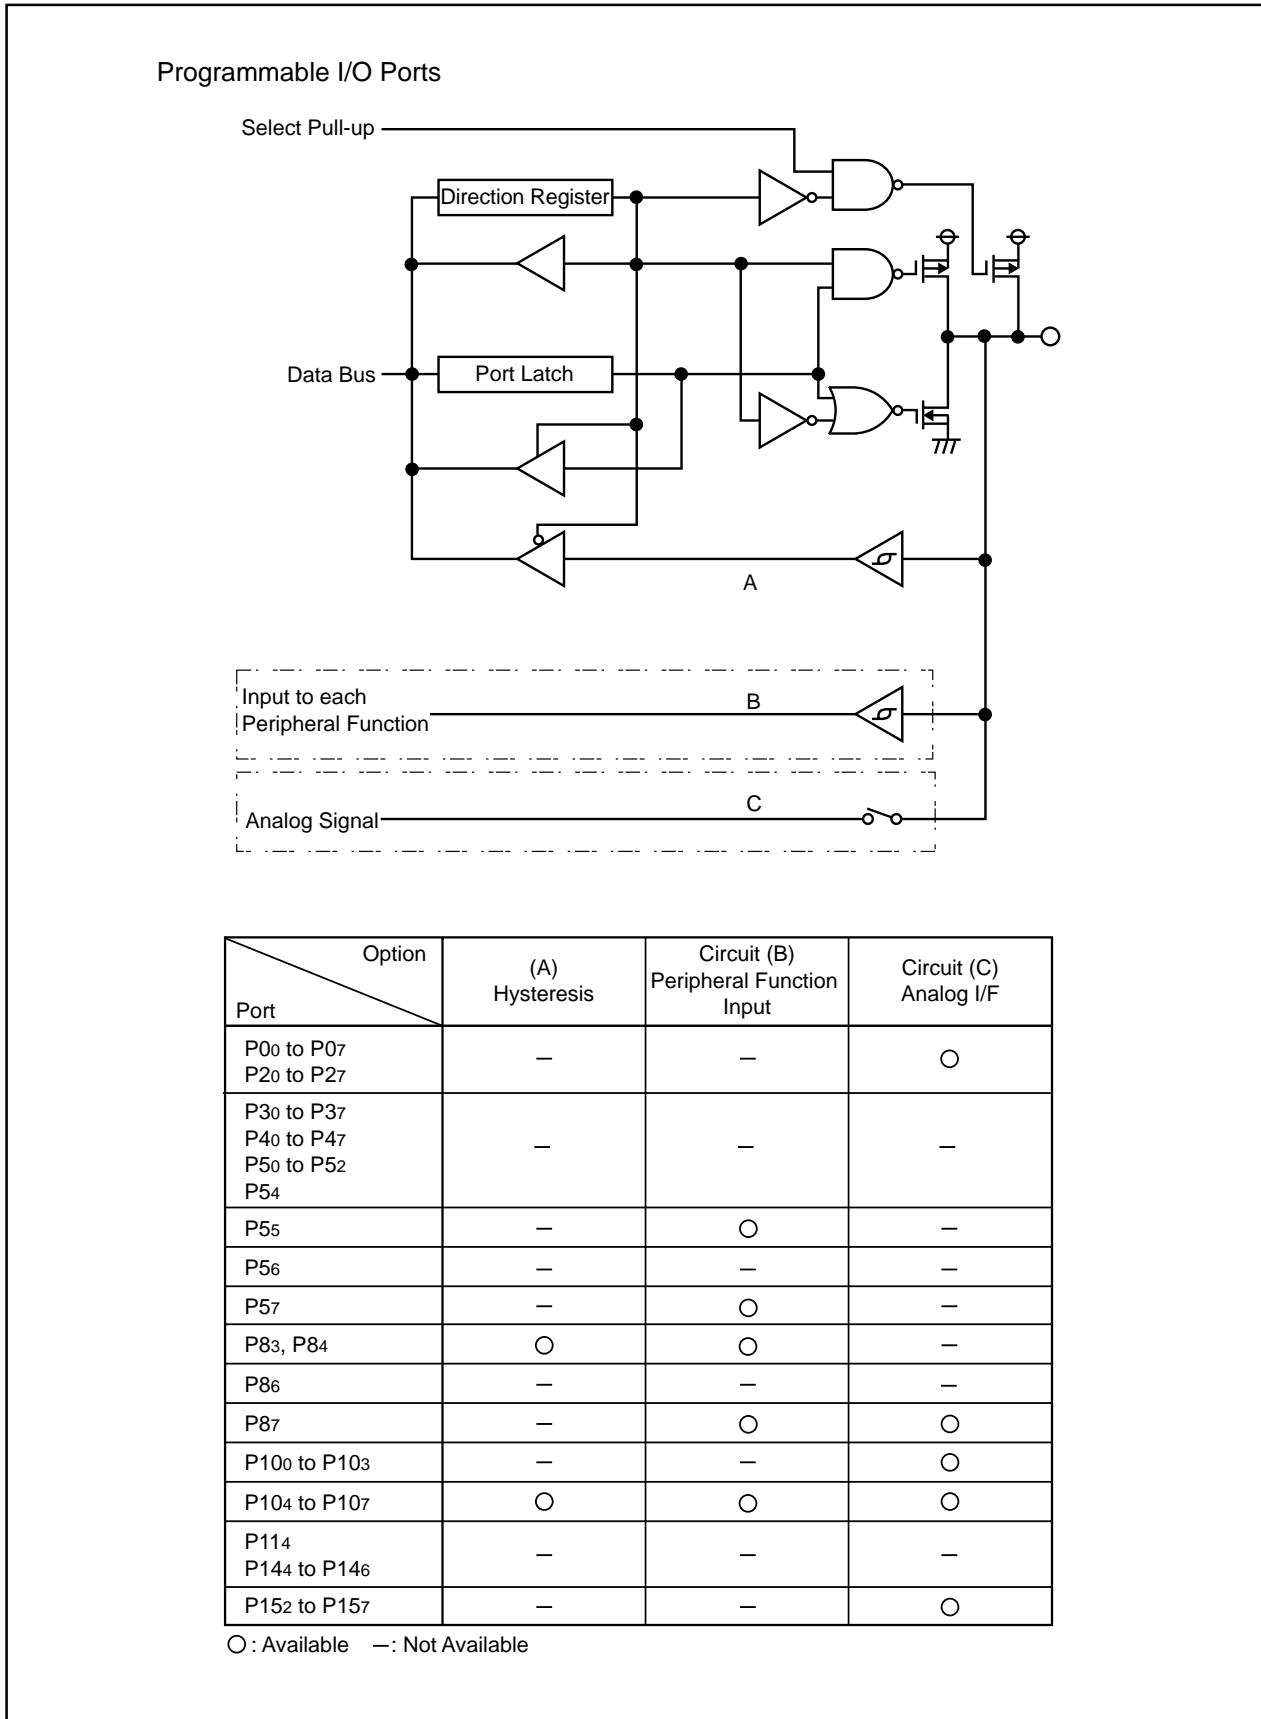 Programmable I/O Ports
Select Pull-up
Direction Register
Data Bus
Port Latch
A
Input to each
Peripheral Function
B
Analog Signal
C
Option
Port
(A)
Hysteresis
Circuit (B)
Peripheral Function
Input
Circuit (C)
Analog I/F
P00 to P07
P20 to P27
– – ○
P30 to P37
P40 to P47
P50 to P52
P54
– – –
P55 – ○ –
P56 – – –
P57 – ○ –
P83, P84 ○ ○ –
P86 – – –
P87 – ○ ○
P100 to P103 – – ○
P104 to P107 ○ ○ ○
P114
P144 to P146
– – –
P152 to P157 – – ○
○ : Available –: Not Available